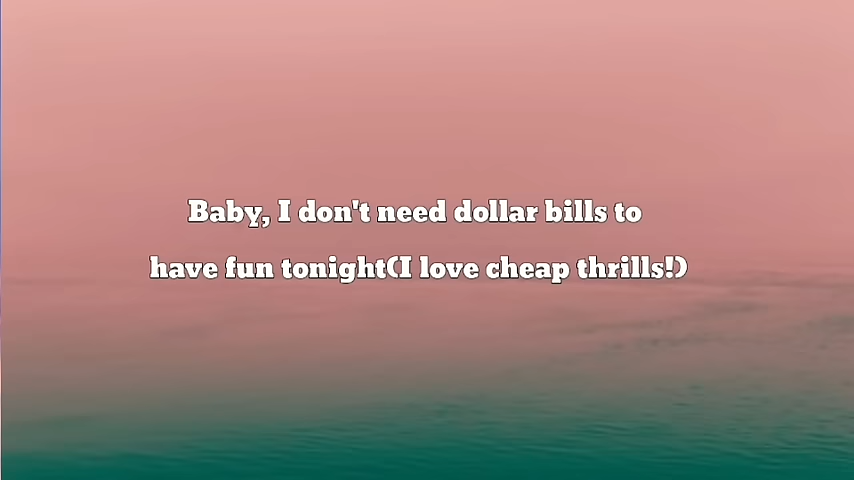 Baby, I don't need dollar bills to
have fun tonight(I love cheap thrills!)